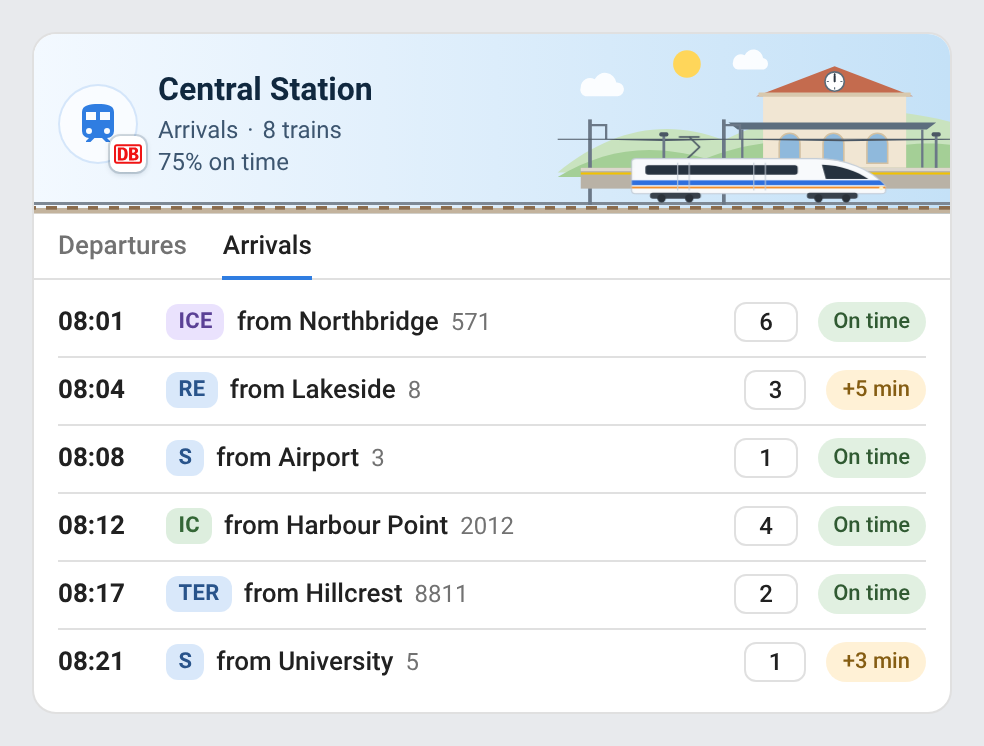 Central Station
Arrivals · 8 trains
75% on time
DB
Departures Arrivals
08:01 ICE from Northbridge 571 6 On time
08:04 RE from Lakeside 8 3 +5 min
08:08 S from Airport 3 1 On time
08:12 IC from Harbour Point 2012 4 On time
08:17 TER from Hillcrest 8811 2 On time
08:21 S from University 5 1 +3 min